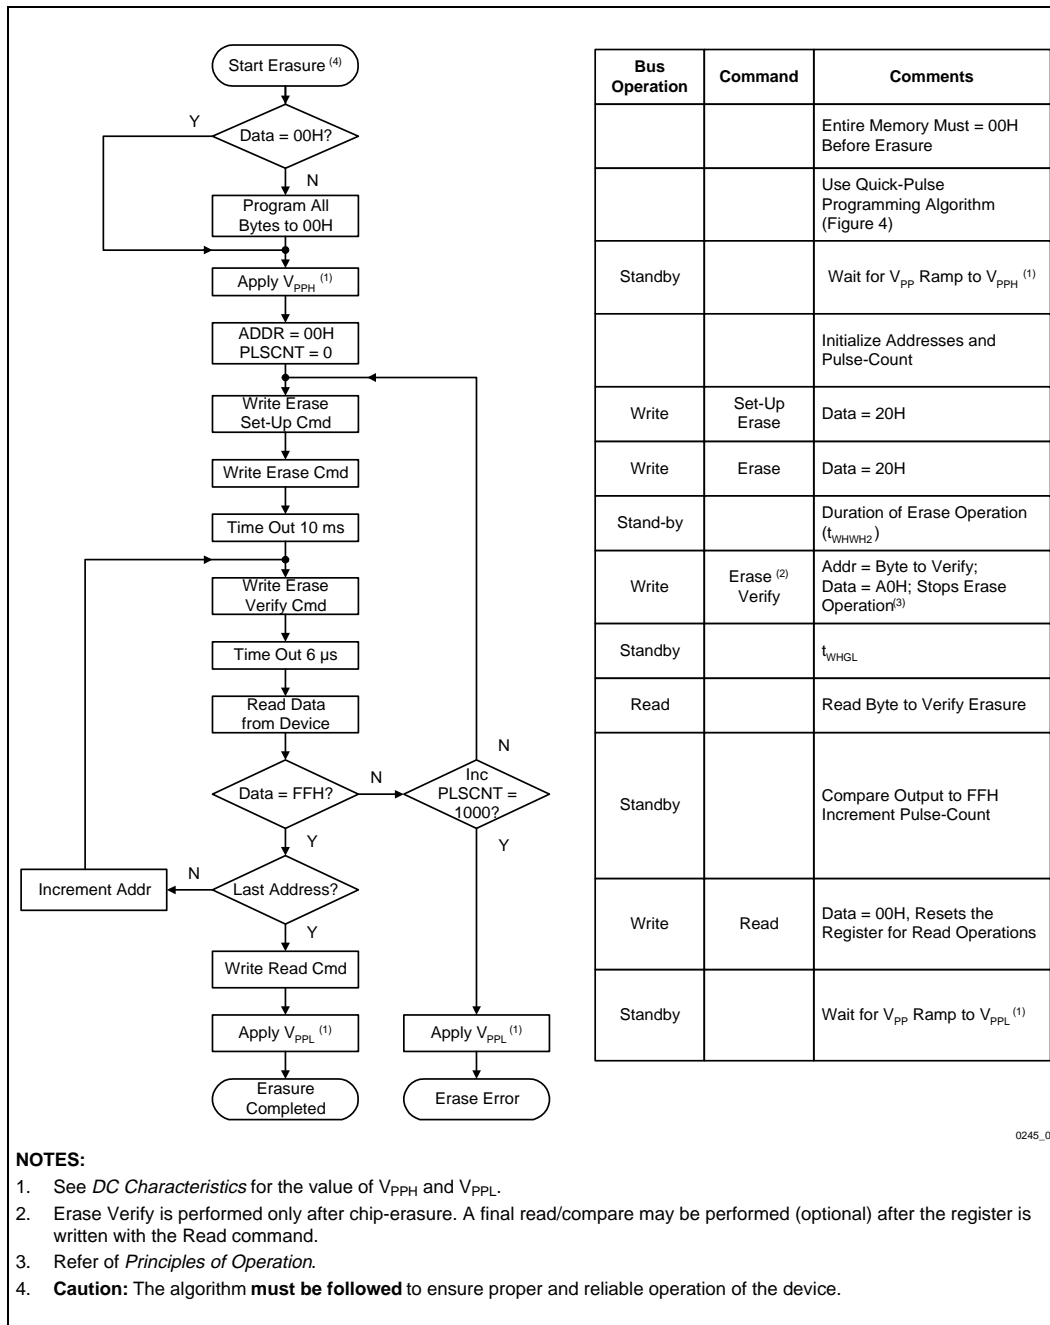 Start Erasure (4)
Y
Data = 00H?
N
Program All
Bytes to 00H
Apply VPPH (1)
ADDR = 00H
PLSCNT = 0
Write Erase
Set-Up Cmd
Write Erase Cmd
Time Out 10 ms
Write Erase
Verify Cmd
Time Out 6 µs
Read Data
from Device
N
Data = FFH?
N
Inc
PLSCNT =
1000?
Y
Y
Increment Addr
N
Last Address?
Y
Write Read Cmd
Apply VPPL (1)
Apply VPPL (1)
Erasure
Completed
Erase Error
Bus
Operation
Command
Comments
Entire Memory Must = 00H
Before Erasure
Use Quick-Pulse
Programming Algorithm
(Figure 4)
Standby
Wait for VPP Ramp to VPPH (1)
Initialize Addresses and
Pulse-Count
Write
Set-Up
Erase
Data = 20H
Write
Erase
Data = 20H
Stand-by
Duration of Erase Operation
(tWHWH2)
Write
Erase (2)
Verify
Addr = Byte to Verify;
Data = A0H; Stops Erase
Operation(3)
Standby
tWHGL
Read
Read Byte to Verify Erasure
Standby
Compare Output to FFH
Increment Pulse-Count
Write
Read
Data = 00H, Resets the
Register for Read Operations
Standby
Wait for VPP Ramp to VPPL (1)
0245_0
NOTES:
1. See DC Characteristics for the value of VPPH and VPPL.
2. Erase Verify is performed only after chip-erasure. A final read/compare may be performed (optional) after the register is
written with the Read command.
3. Refer of Principles of Operation.
4. Caution: The algorithm must be followed to ensure proper and reliable operation of the device.